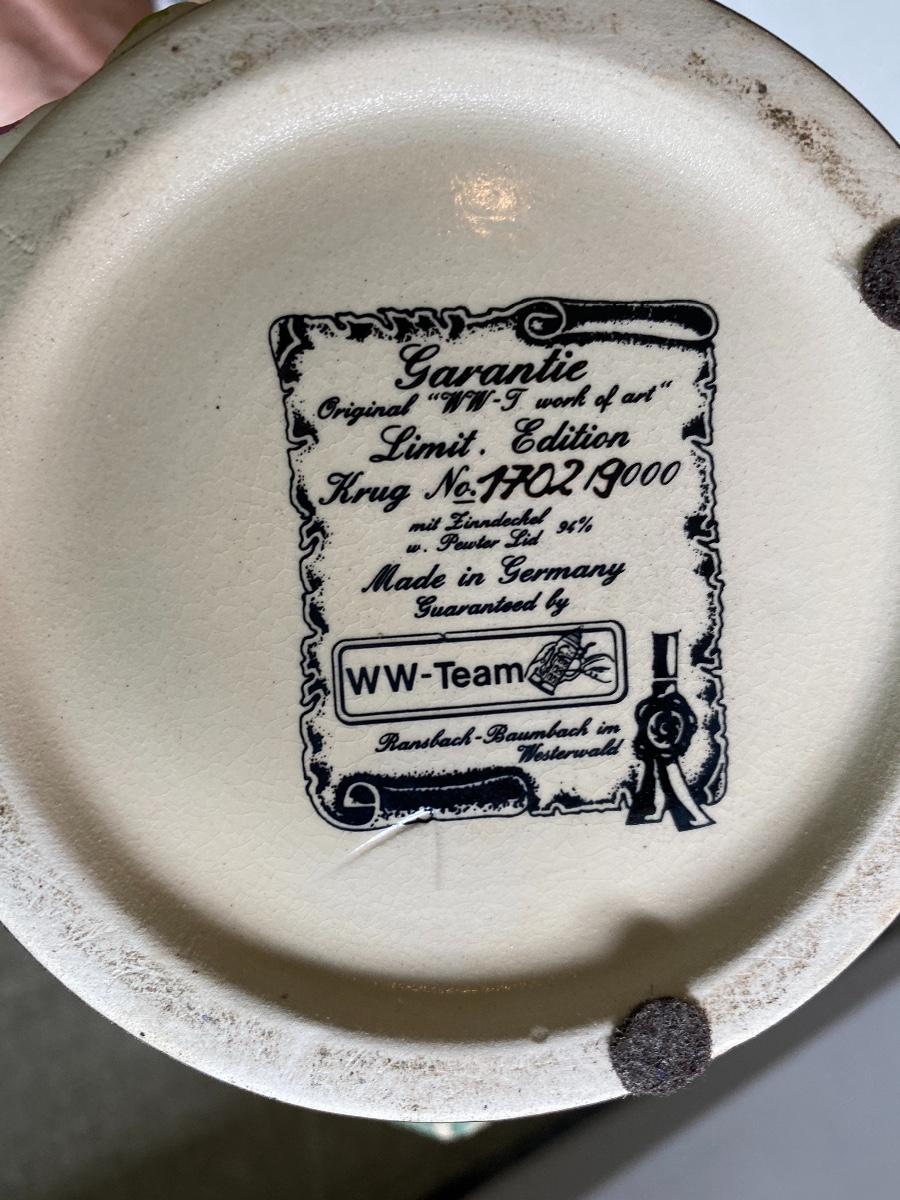 Garantie
Original "WW-T work of art"
Limit. Edition
Krug No. 1702/9000
mit Zinndeckel 94%
w. Pewter Lid
Made in Germany
Guaranteed by
WW-Team
Ransbach-Baumbach im
Westerwald